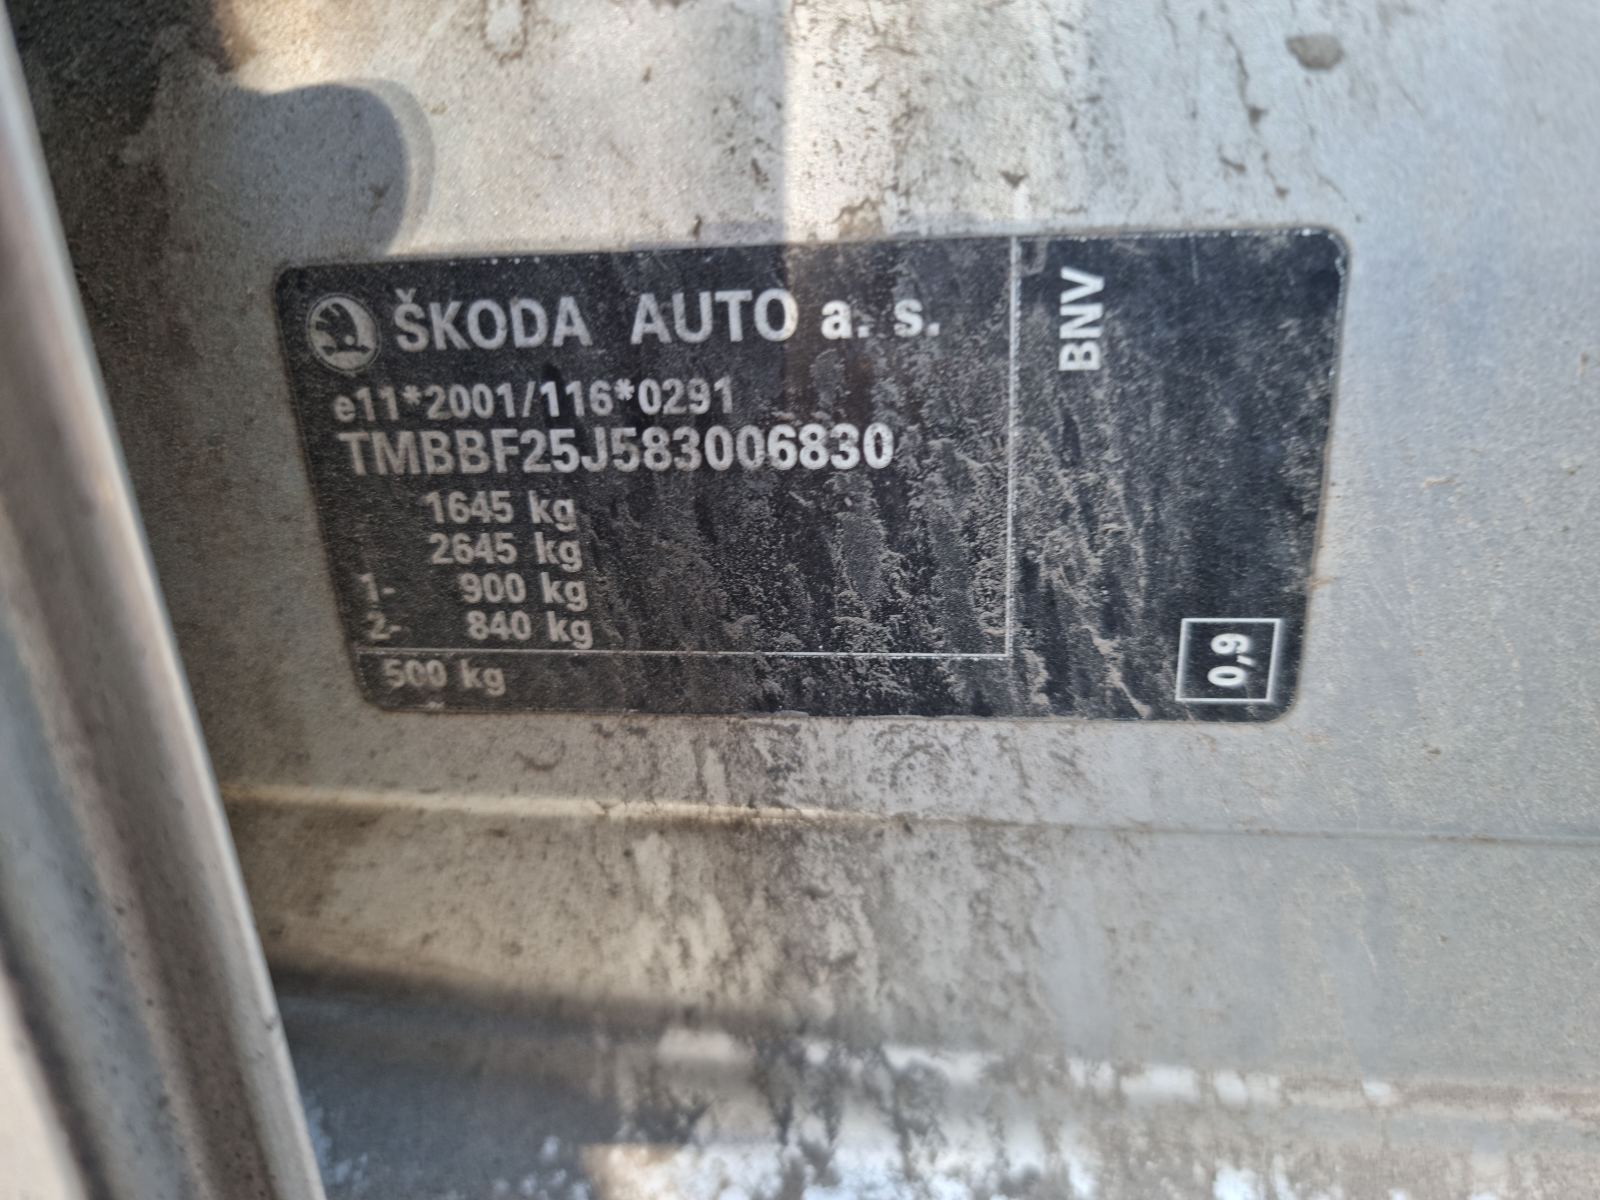 ŠKODA AUTO a. s.
e11*2001/116*0291
TMBBF25J583006830
1645 kg
2645 kg
1- 900 kg
2- 840 kg
500 kg
BNV
0,9